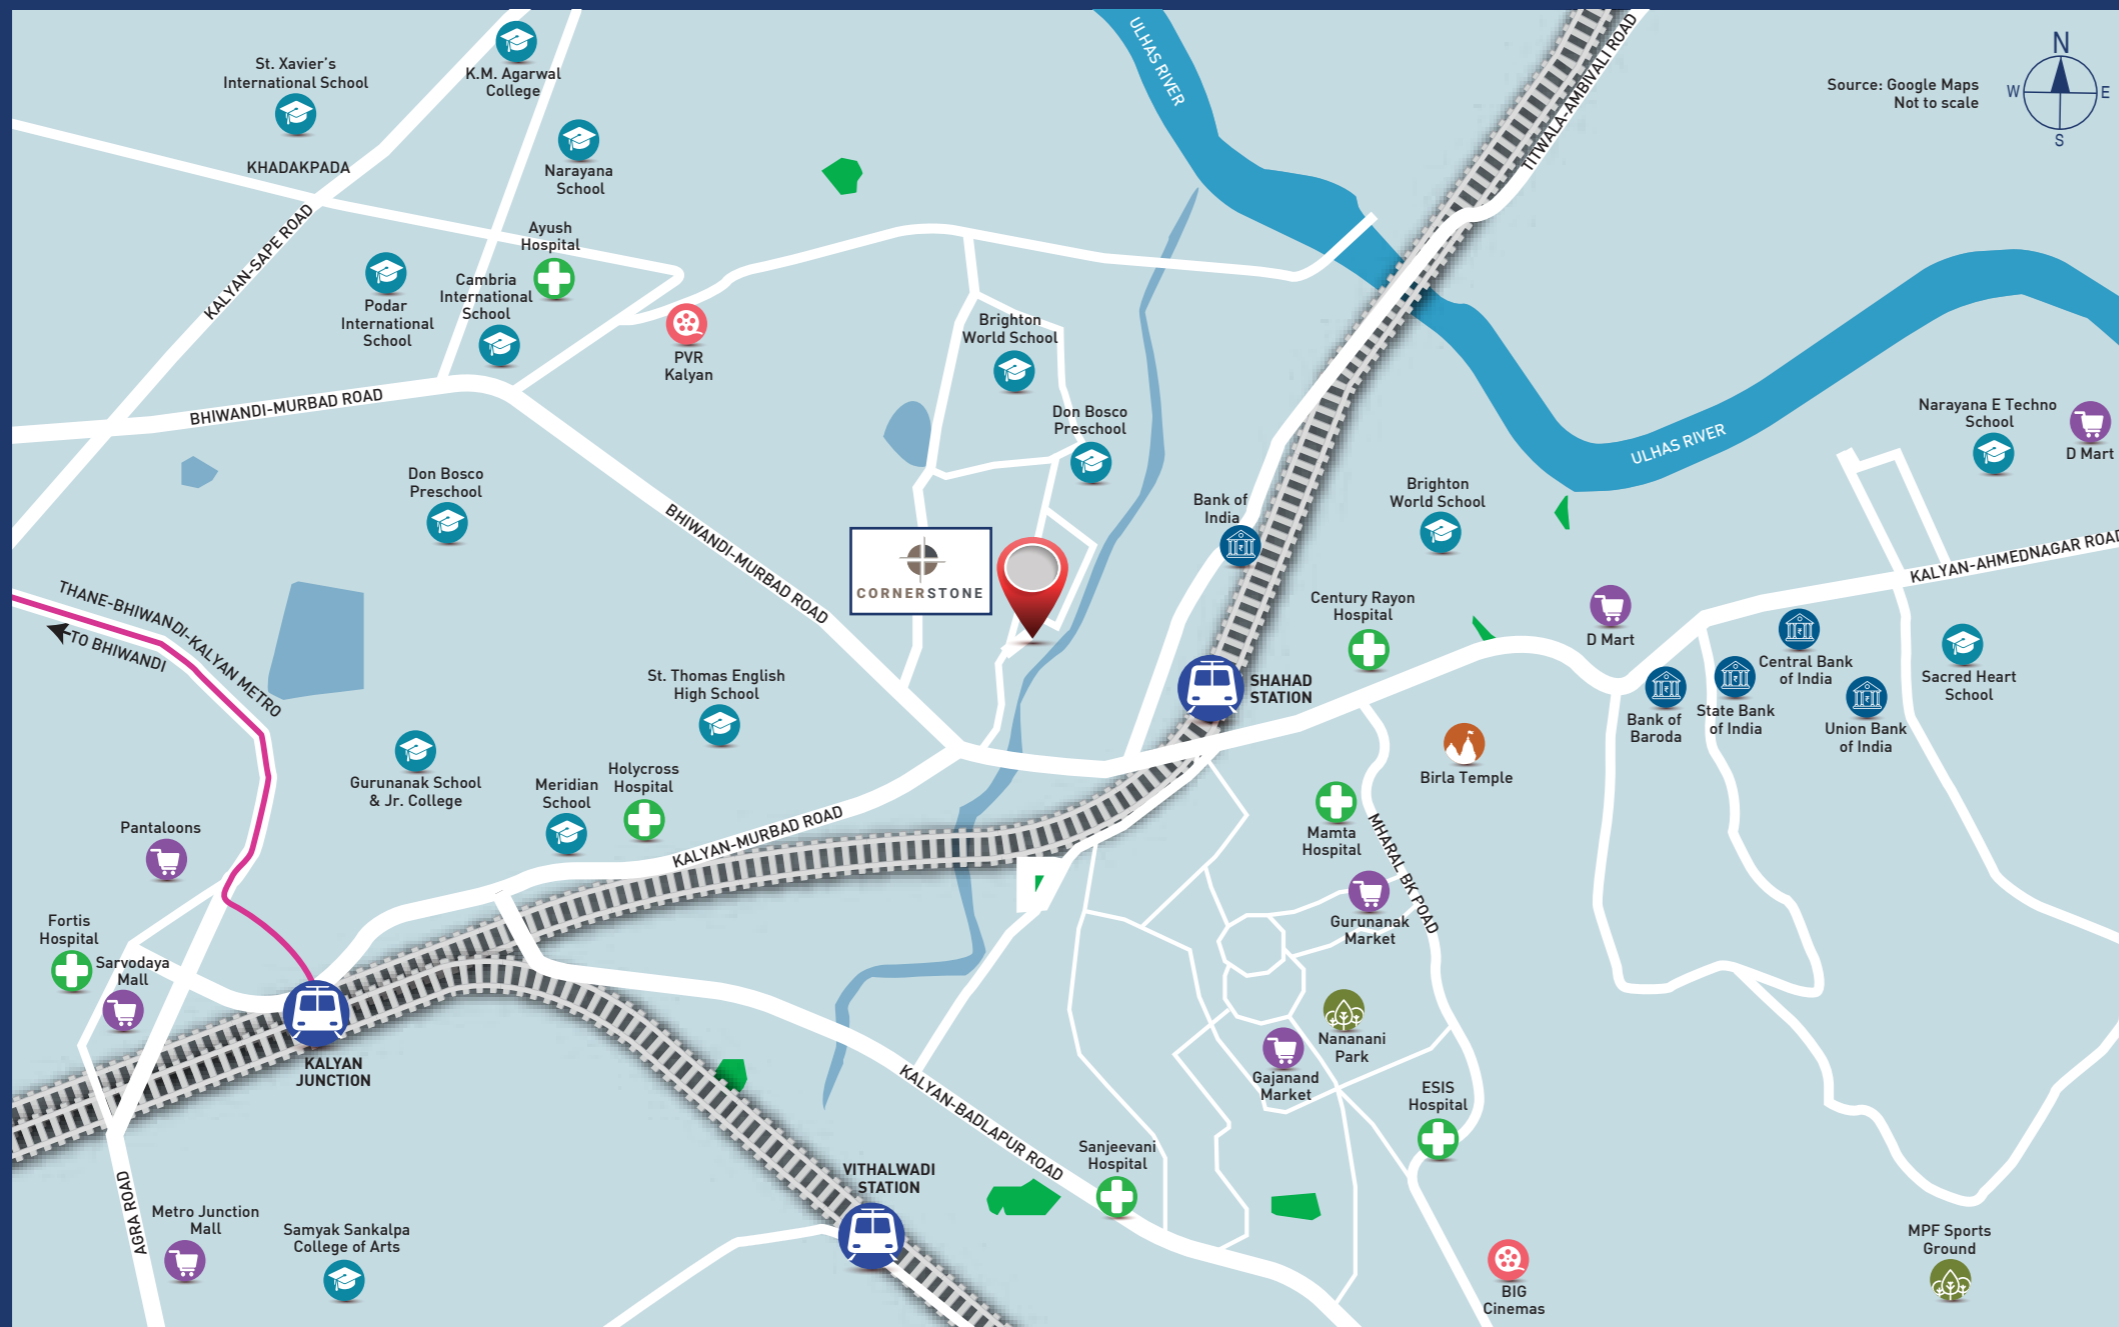 St. Xavier's
International School
K.M. Agarwal
College
KHADAKPADA
Narayana
School
KALYAN-SAPE ROAD
Ayush
Hospital
Podar
International
School
Cambria
International
School
PVR
Kalyan
BHIWANDI-MURBAD ROAD
ULHAS RIVER
TITWALA-AMBIVALI ROAD
Source: Google Maps
Not to scale
N
W
E
S
Brighton
World School
Don Bosco
Preschool
Don Bosco
Preschool
BHIWANDI-MURBAD ROAD
CORNERSTONE
Bank of
India
Brighton
World School
ULHAS RIVER
Narayana E Techno
School
D Mart
KALYAN-AHMEDNAGAR ROAD
THANE-BHIWANDI-KALYAN METRO
TO BHIWANDI
Century Rayon
Hospital
D Mart
SHAHAD
STATION
Central Bank
of India
Sacred Heart
School
Bank of
Baroda
State Bank
of India
Union Bank
of India
St. Thomas English
High School
Birla Temple
Gurunanak School
& Jr. College
Meridian
School
Holycross
Hospital
KALYAN-MURBAD ROAD
Pantaloons
Mamta
Hospital
MHARAL BK POAD
Gurunanak
Market
Fortis
Hospital
Sarvodaya
Mall
KALYAN
JUNCTION
Nananani
Park
Gajanand
Market
KALYAN-BADLAPUR ROAD
ESIS
Hospital
Sanjeevani
Hospital
VITHALWADI
STATION
AGRA ROAD
Metro Junction
Mall
Samyak Sankalpa
College of Arts
BIG
Cinemas
MPF Sports
Ground